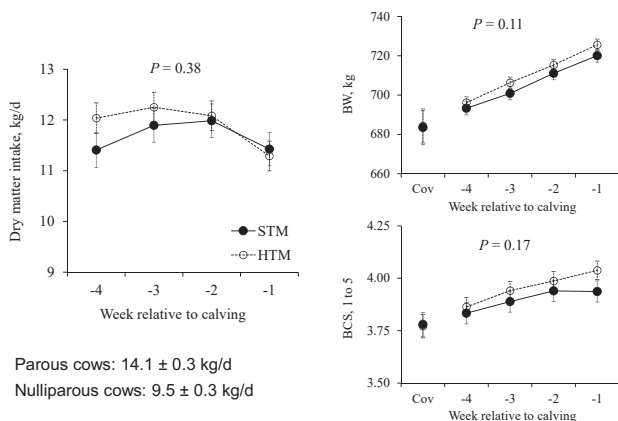 P = 0.38
13
12
11
10
9
Dry matter intake, kg/d
STM
HTM
-4 -3 -2 -1
Week relative to calving
Parous cows: 14.1 ± 0.3 kg/d
Nulliparous cows: 9.5 ± 0.3 kg/d
P = 0.11
740
720
700
680
660
BW, kg
Cov -4 -3 -2 -1
Week relative to calving
P = 0.17
4.25
4.00
3.75
3.50
BCS, 1 to 5
Cov -4 -3 -2 -1
Week relative to calving